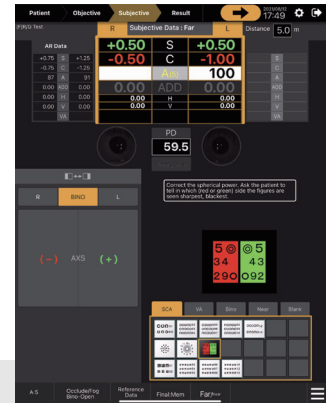 Patient Objective Subjective Result
17:49
R Subjective Data : Far L Distance 5.0 m
AR Data
+0.50 S +0.50
-0.50 C -1.00
100
0.00 ADD 0.00
0.00 H 0.00
0.00 V 0.00
+0.75 S +1.25
-0.75 C -1.25
87 A 91
0.00 ADD 0.00
0.00 H 0.00
0.00 V 0.00
VA
S
C
A
ADD
H
V
VA
PD
59.5
Correct the spherical power. Ask the patient
to tell in which (red or green) side the figures are
seen sharpest, blackest.
R BINO L
(-) AXS (+)
5 5
34 43
290 092
SCA VA Bino Near Blank
A:S Occlude/Fog Reference Final.Mem Far
Bino-Open Data